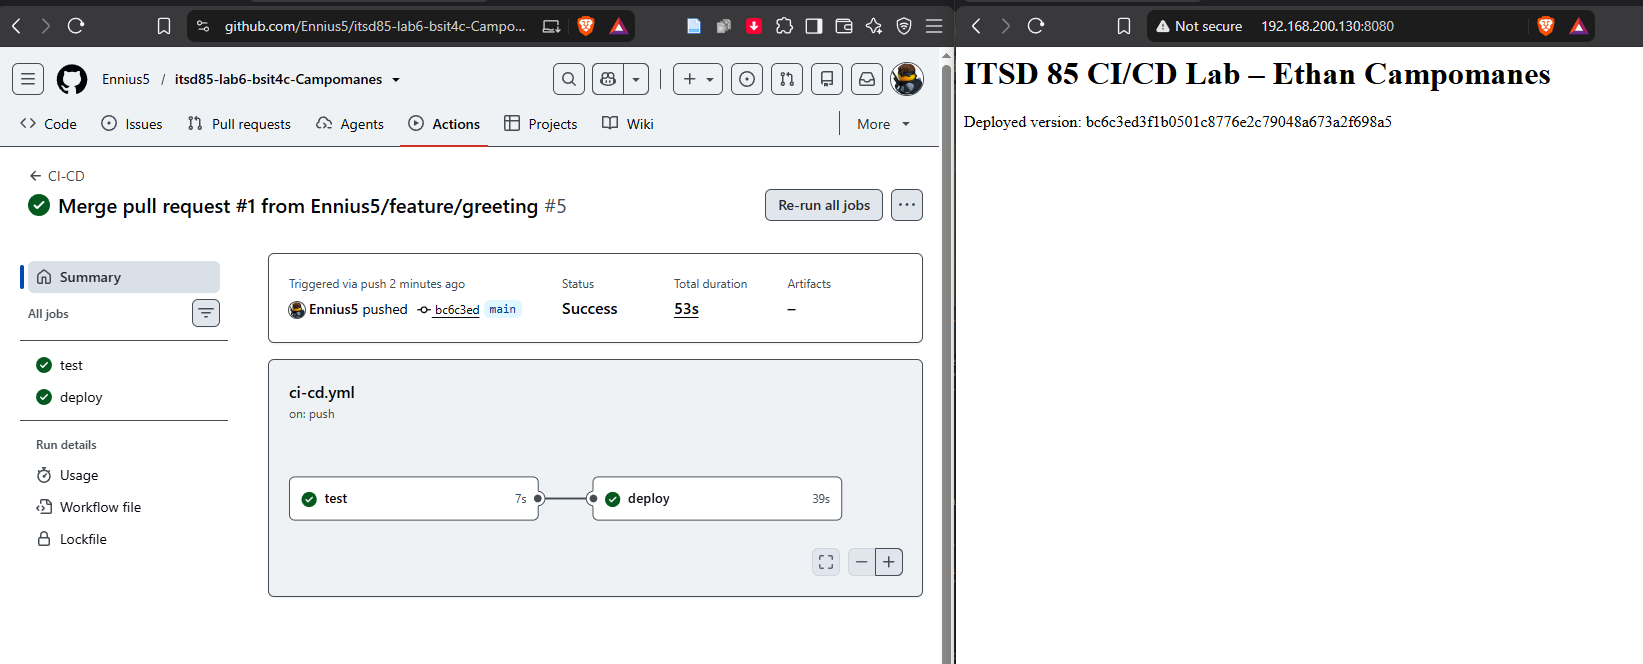 github.com/Ennius5/itsd85-lab6-bsit4c-Campo...
Ennius5 / itsd85-lab6-bsit4c-Campomanes
Code Issues Pull requests Agents Actions Projects Wiki More
CI-CD
Merge pull request #1 from Ennius5/feature/greeting #5
Re-run all jobs
Summary
All jobs
test
deploy
Run details
Usage
Workflow file
Lockfile
Triggered via push 2 minutes ago
Ennius5 pushed bc6c3ed main
Status
Success
Total duration
53s
Artifacts
–
ci-cd.yml
on: push
test 7s
deploy 39s
Not secure 192.168.200.130:8080
ITSD 85 CI/CD Lab – Ethan Campomanes
Deployed version: bc6c3ed3f1b0501c8776e2c79048a673a2f698a5